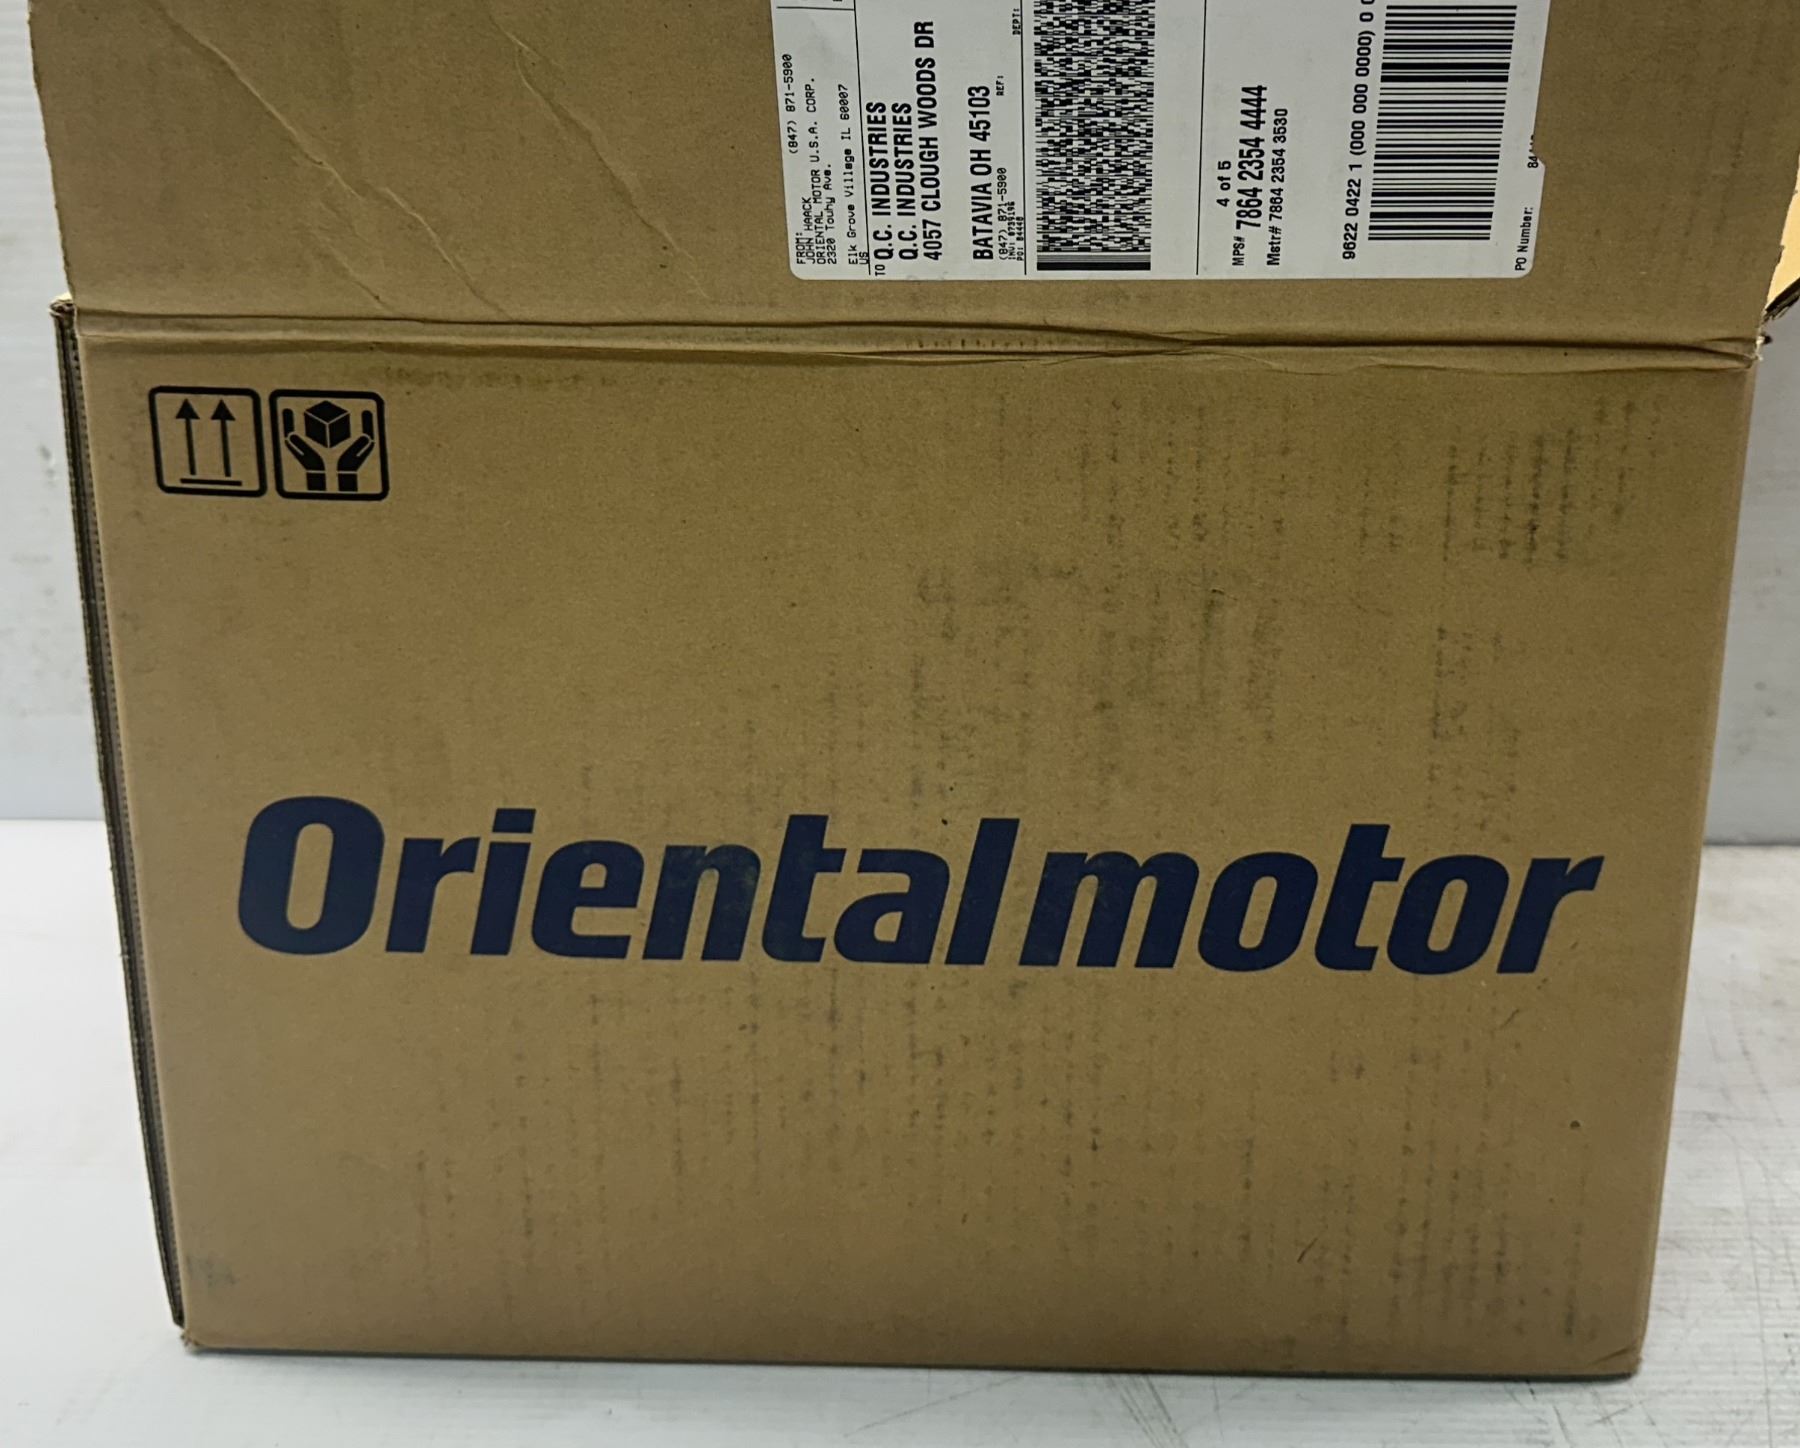 (847) 871-5900
FROM:
JOHN HAACK
ORIENTAL MOTOR U.S.A. CORP.
2320 Touhy Ave.
Elk Grove Village IL 60007
US
TO Q.C. INDUSTRIES
Q.C. INDUSTRIES
4057 CLOUGH WOODS DR
BATAVIA OH 45103
(847) 871-5900
REF:
DEPT:
4 of 5
MPS# 7864 2354 4444
Mstr# 7864 2354 3530
9622 0422 1 (000 000 0000) 0
PO Number:
Orientalmotor